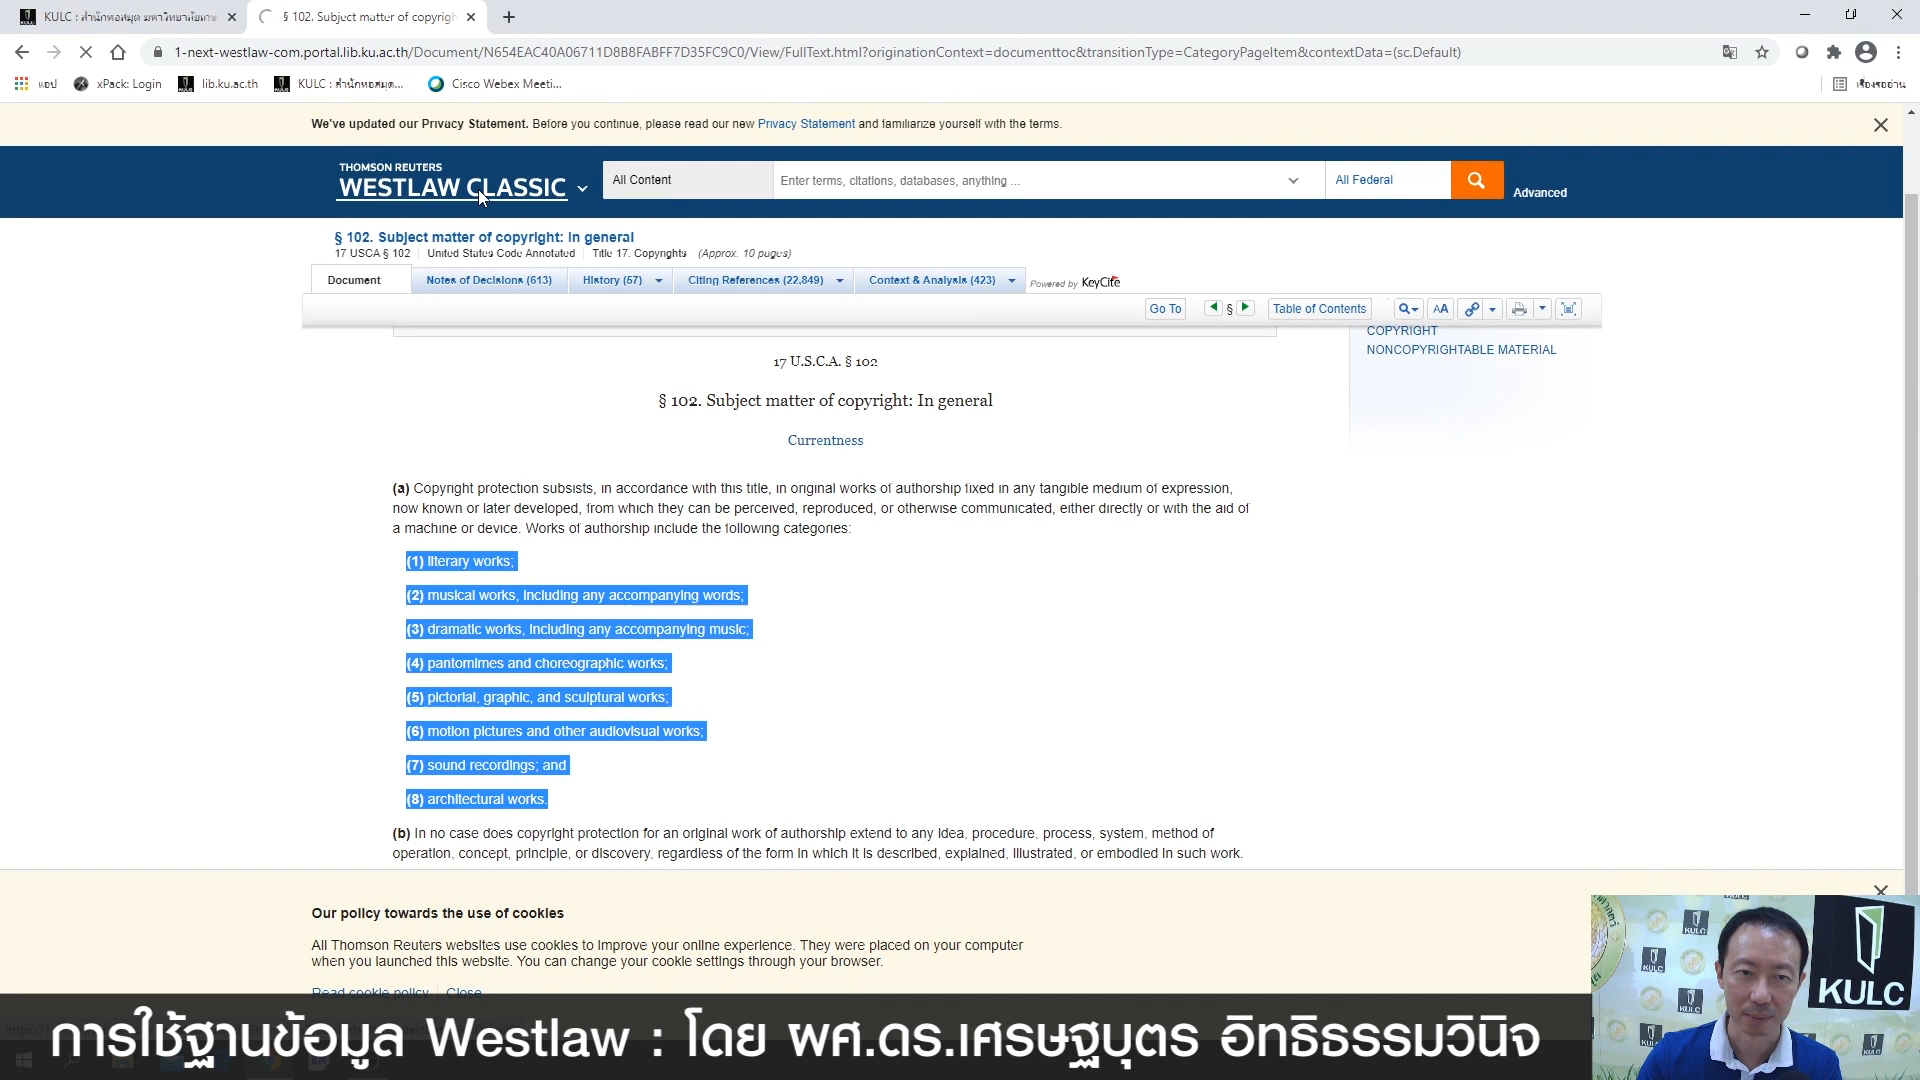 KULC : สำนักหอสมุด มหาวิทยาลัยเกษ
§ 102. Subject matter of copyrigh
1-next-westlaw-com.portal.lib.ku.ac.th/Document/N654EAC40A06711D8B8FABFF7D35FC9C0/View/FullText.html?originationContext=documenttoc&transitionType=CategoryPageItem&contextData=(sc.Default)
แอป xPack: Login lib.ku.ac.th KULC : สำนักหอสมุด... Cisco Webex Meeti...
We've updated our Privacy Statement. Before you continue, please read our new Privacy Statement and familiarize yourself with the terms.
THOMSON REUTERS
WESTLAW CLASSIC
All Content
Enter terms, citations, databases, anything ...
All Federal
Advanced
§ 102. Subject matter of copyright: In general
17 USCA § 102 United States Code Annotated Title 17. Copyrights (Approx. 10 pages)
Document Notes of Decisions (613) History (57) Citing References (22,849) Context & Analysis (423) Powered by KeyCite
Go To § Table of Contents AA
COPYRIGHT
NONCOPYRIGHTABLE MATERIAL
17 U.S.C.A. § 102
§ 102. Subject matter of copyright: In general
Currentness
(a) Copyright protection subsists, in accordance with this title, in original works of authorship fixed in any tangible medium of expression,
now known or later developed, from which they can be perceived, reproduced, or otherwise communicated, either directly or with the aid of
a machine or device. Works of authorship include the following categories:
(1) literary works;
(2) musical works, including any accompanying words;
(3) dramatic works, including any accompanying music;
(4) pantomimes and choreographic works;
(5) pictorial, graphic, and sculptural works;
(6) motion pictures and other audiovisual works;
(7) sound recordings; and
(8) architectural works.
(b) In no case does copyright protection for an original work of authorship extend to any idea, procedure, process, system, method of
operation, concept, principle, or discovery, regardless of the form in which it is described, explained, illustrated, or embodied in such work.
Our policy towards the use of cookies
All Thomson Reuters websites use cookies to improve your online experience. They were placed on your computer
when you launched this website. You can change your cookie settings through your browser.
Read cookie policy Close
KULC
KULC
KULC
KULC
การใช้ฐานข้อมูล Westlaw : โดย ผศ.ดร.เศรษฐบุตร อิทธิธรรมวินิจ